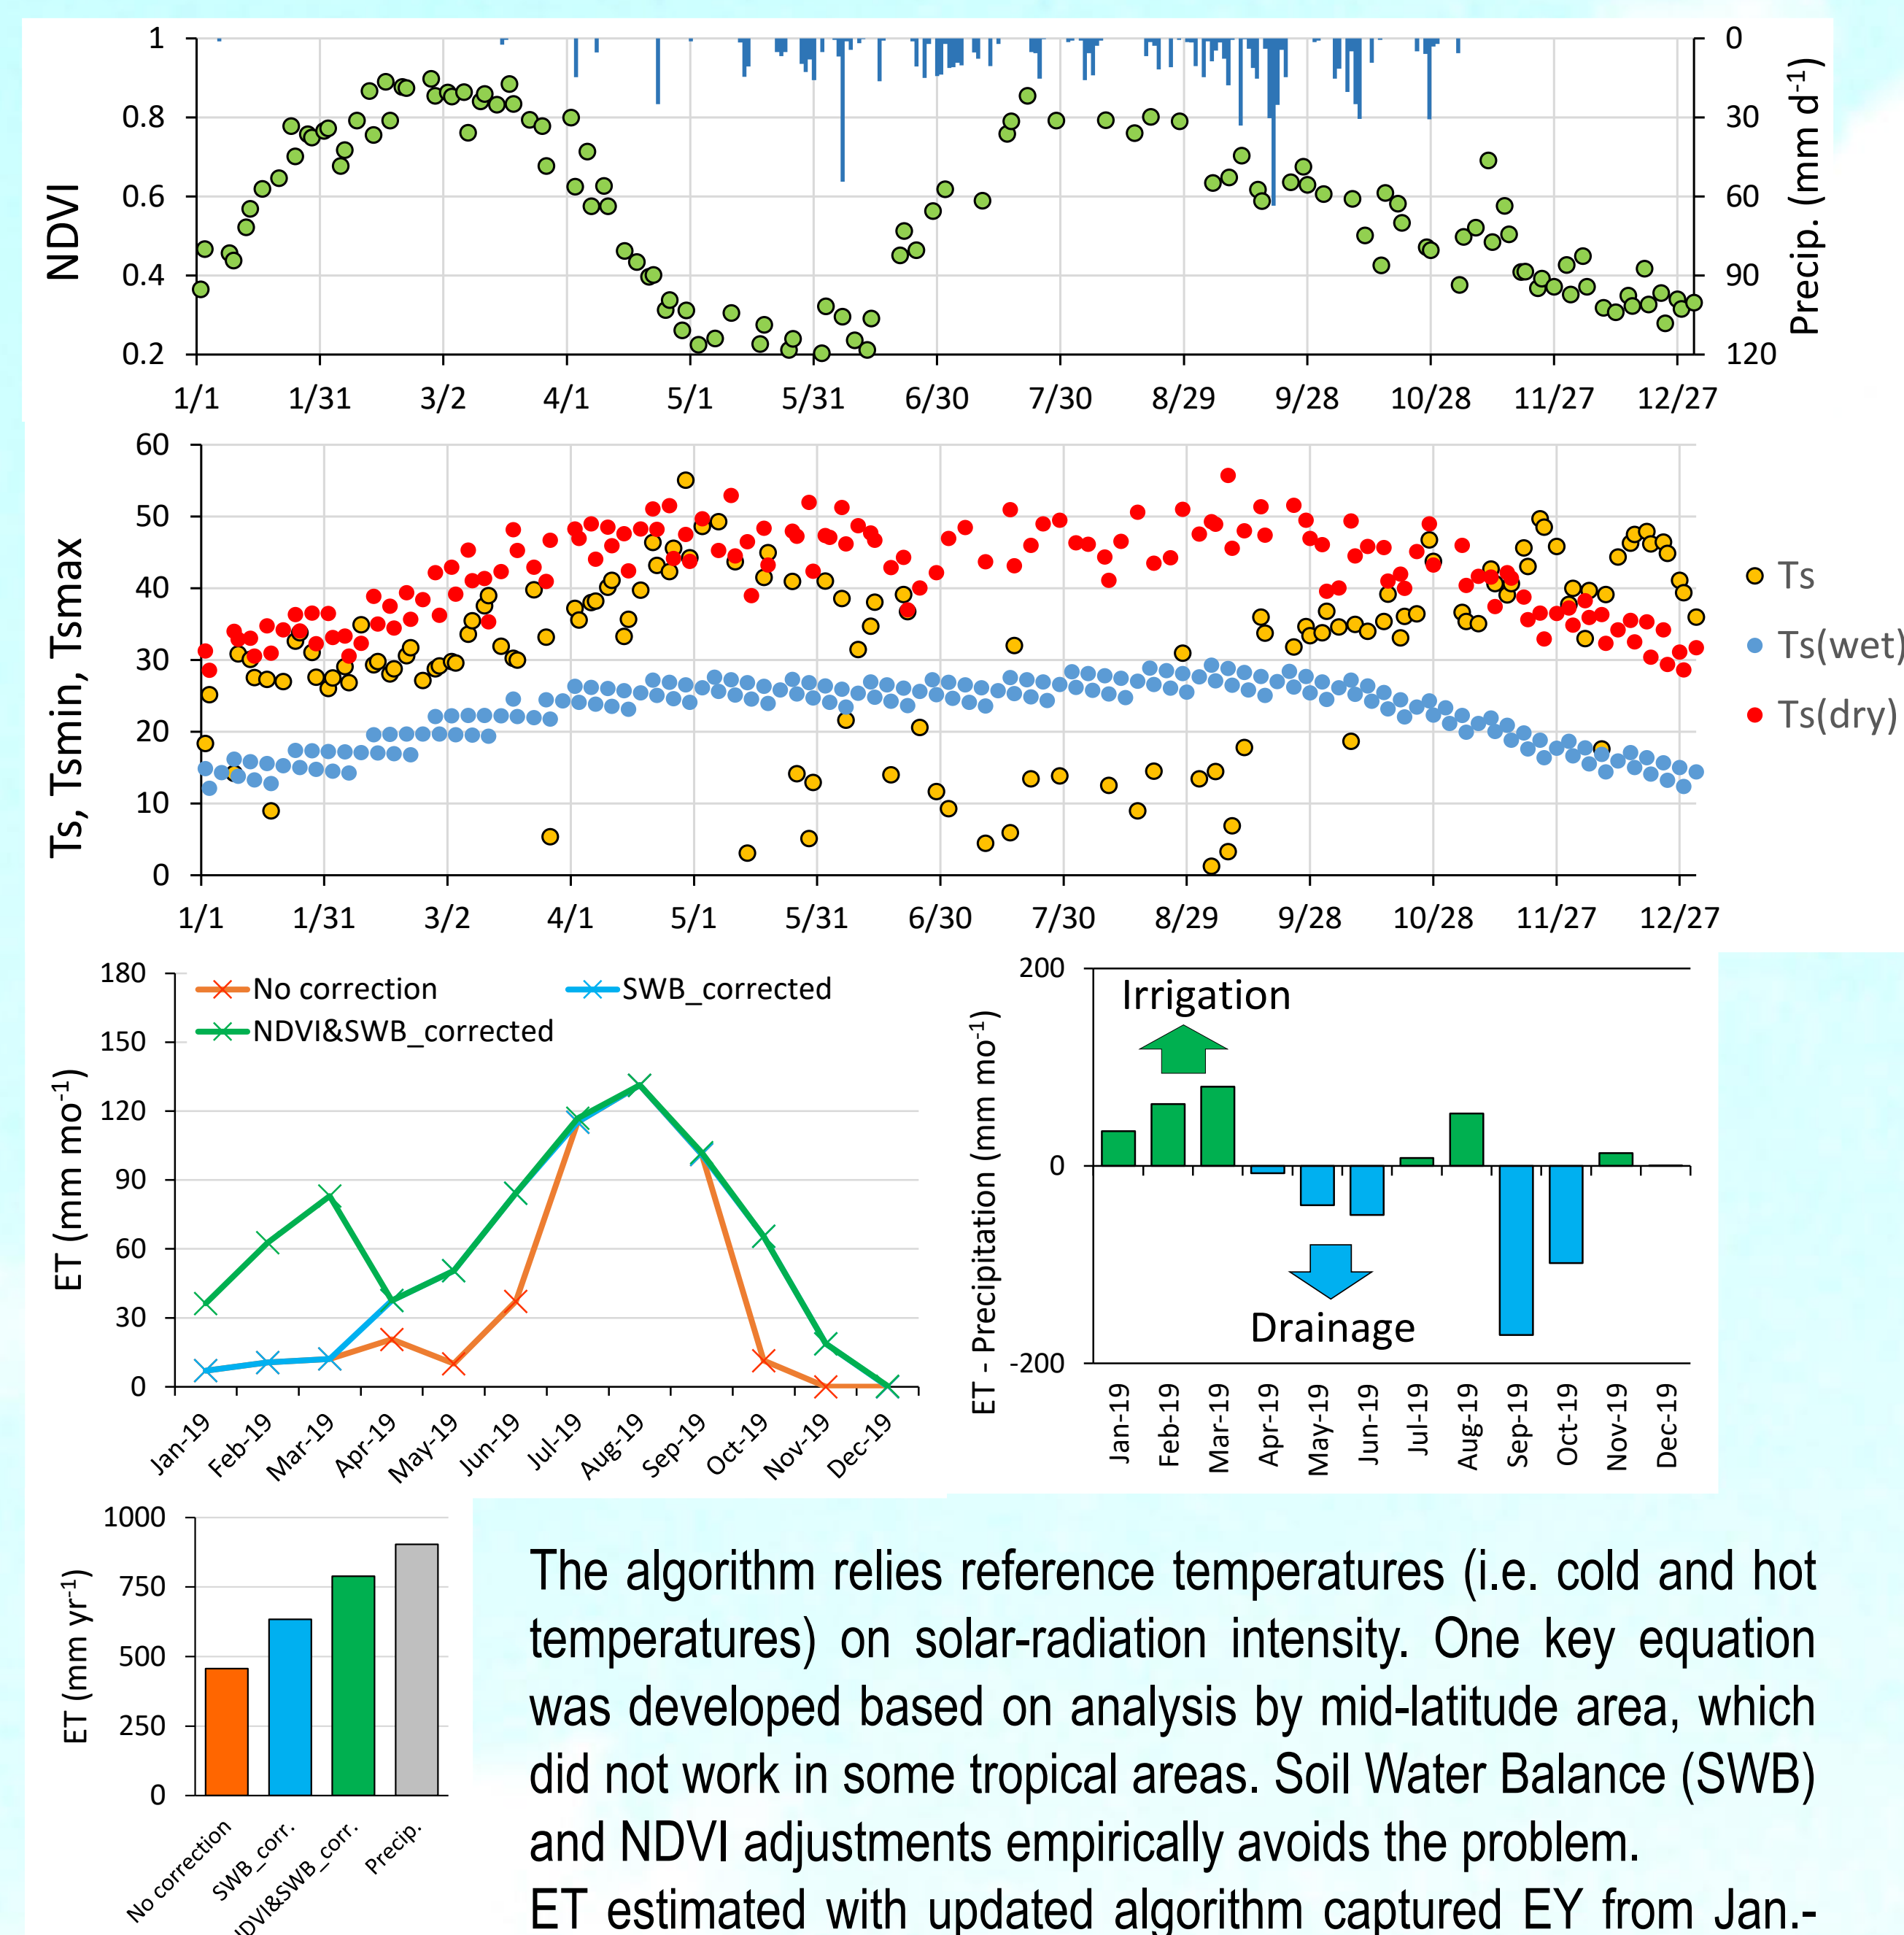 1
0.8
0.6
0.4
0.2
NDVI
0
30
60
90
120
Precip. (mm d-1)
1/1 1/31 3/2 4/1 5/1 5/31 6/30 7/30 8/29 9/28 10/28 11/27 12/27
60
50
40
30
20
10
0
Ts, Tsmin, Tsmax
Ts
Ts(wet)
Ts(dry)
1/1 1/31 3/2 4/1 5/1 5/31 6/30 7/30 8/29 9/28 10/28 11/27 12/27
180
150
120
90
60
30
0
ET (mm mo-1)
No correction SWB_corrected
NDVI&SWB_corrected
Jan-19 Feb-19 Mar-19 Apr-19 May-19 Jun-19 Jul-19 Aug-19 Sep-19 Oct-19 Nov-19 Dec-19
200
0
-200
ET - Precipitation (mm mo-1)
Irrigation
Drainage
Jan-19 Feb-19 Mar-19 Apr-19 May-19 Jun-19 Jul-19 Aug-19 Sep-19 Oct-19 Nov-19 Dec-19
1000
750
500
250
0
ET (mm yr-1)
No correction SWB_corr. IDVI&SWB_corr. Precip.
The algorithm relies reference temperatures (i.e. cold and hot
temperatures) on solar-radiation intensity. One key equation
was developed based on analysis by mid-latitude area, which
did not work in some tropical areas. Soil Water Balance (SWB)
and NDVI adjustments empirically avoids the problem.
ET estimated with updated algorithm captured EY from Jan.-